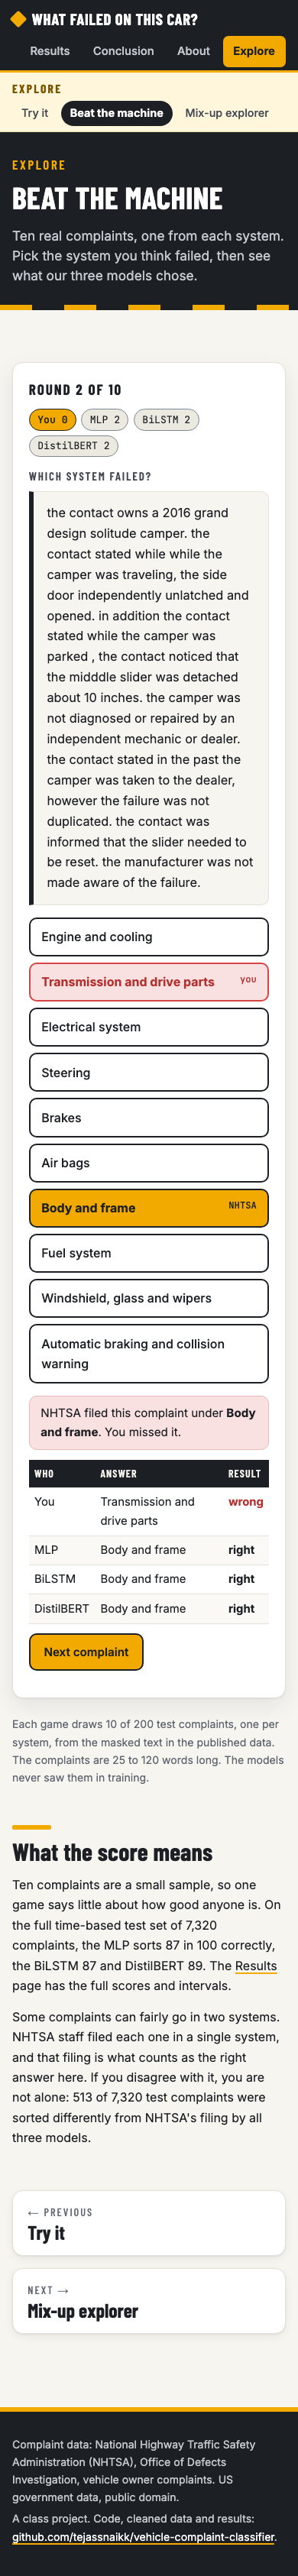 WHAT FAILED ON THIS CAR?
Results Conclusion About Explore
EXPLORE
Try it Beat the machine Mix-up explorer
EXPLORE
BEAT THE MACHINE
Ten real complaints, one from each system.
Pick the system you think failed, then see
what our three models chose.
ROUND 2 OF 10
You 0 MLP 2 BiLSTM 2
DistilBERT 2
WHICH SYSTEM FAILED?
the contact owns a 2016 grand
design solitude camper. the
contact stated while while the
camper was traveling, the side
door independently unlatched and
opened. in addition the contact
stated while the camper was
parked , the contact noticed that
the midddle slider was detached
about 10 inches. the camper was
not diagnosed or repaired by an
independent mechanic or dealer.
the contact stated in the past the
camper was taken to the dealer,
however the failure was not
duplicated. the contact was
informed that the slider needed to
be reset. the manufacturer was not
made aware of the failure.
Engine and cooling
Transmission and drive parts you
Electrical system
Steering
Brakes
Air bags
Body and frame NHTSA
Fuel system
Windshield, glass and wipers
Automatic braking and collision
warning
NHTSA filed this complaint under Body
and frame. You missed it.
WHO ANSWER RESULT
You Transmission and wrong
drive parts
MLP Body and frame right
BiLSTM Body and frame right
DistilBERT Body and frame right
Next complaint
Each game draws 10 of 200 test complaints, one per
system, from the masked text in the published data.
The complaints are 25 to 120 words long. The models
never saw them in training.
What the score means
Ten complaints are a small sample, so one
game says little about how good anyone is. On
the full time-based test set of 7,320
complaints, the MLP sorts 87 in 100 correctly,
the BiLSTM 87 and DistilBERT 89. The Results
page has the full scores and intervals.
Some complaints can fairly go in two systems.
NHTSA staff filed each one in a single system,
and that filing is what counts as the right
answer here. If you disagree with it, you are
not alone: 513 of 7,320 test complaints were
sorted differently from NHTSA's filing by all
three models.
← PREVIOUS
Try it
NEXT →
Mix-up explorer
Complaint data: National Highway Traffic Safety
Administration (NHTSA), Office of Defects
Investigation, vehicle owner complaints. US
government data, public domain.
A class project. Code, cleaned data and results:
github.com/tejassnaikk/vehicle-complaint-classifier.